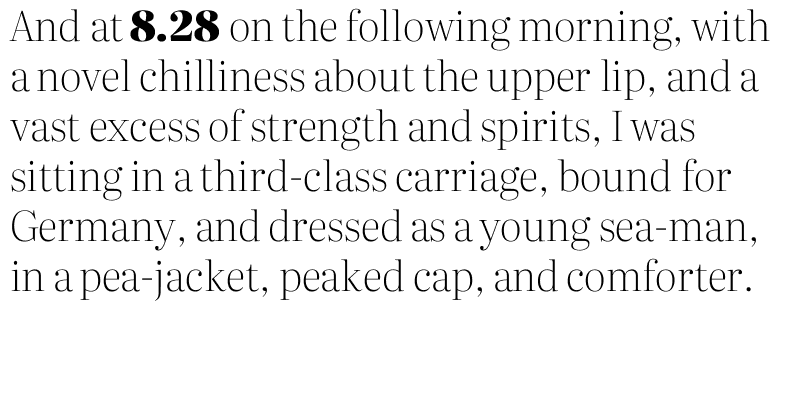 And at 8.28 on the following morning, with
a novel chilliness about the upper lip, and a
vast excess of strength and spirits, I was
sitting in a third-class carriage, bound for
Germany, and dressed as a young sea-man,
in a pea-jacket, peaked cap, and comforter.